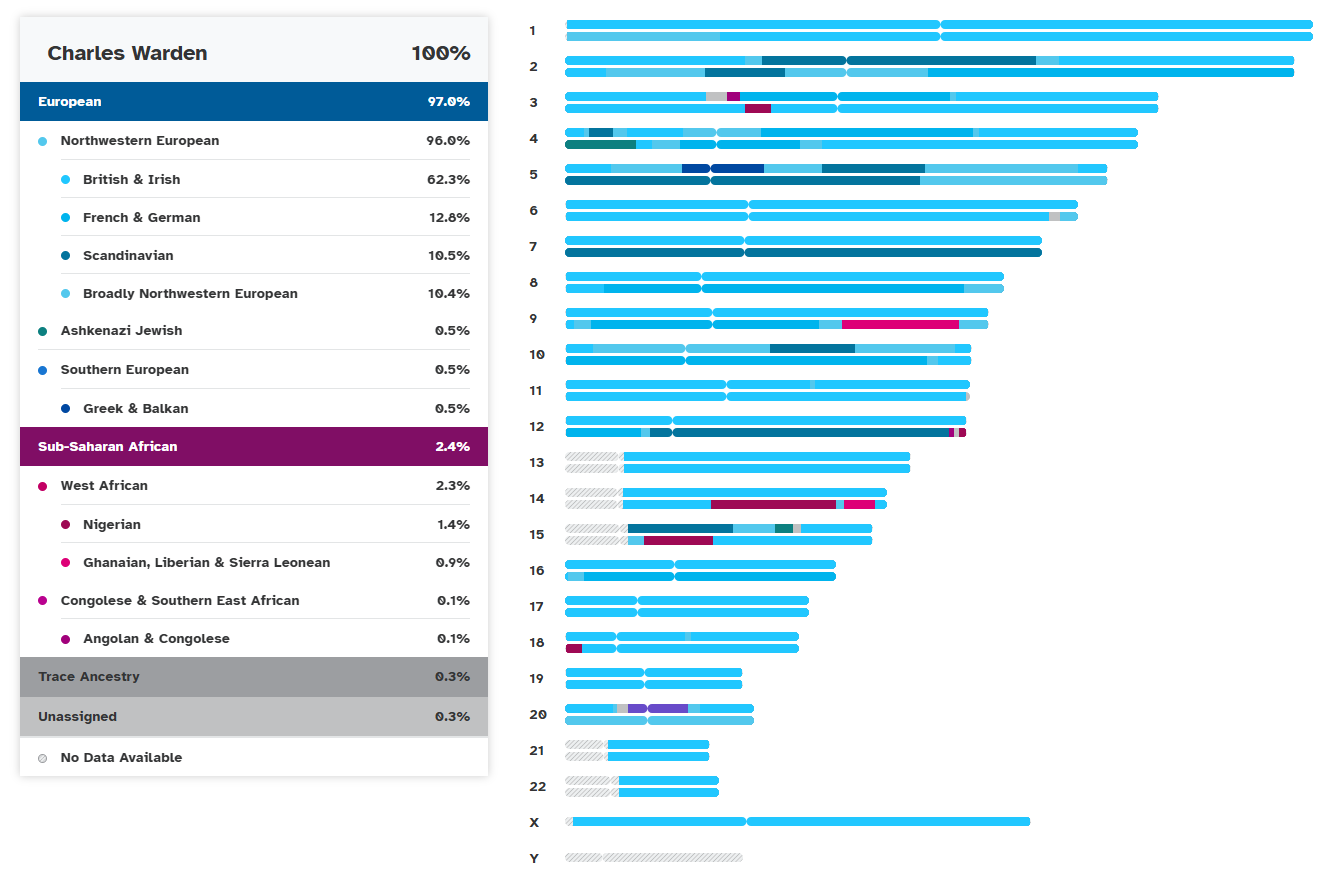 Charles Warden 100%
European 97.0%
Northwestern European 96.0%
British & Irish 62.3%
French & German 12.8%
Scandinavian 10.5%
Broadly Northwestern European 10.4%
Ashkenazi Jewish 0.5%
Southern European 0.5%
Greek & Balkan 0.5%
Sub-Saharan African 2.4%
West African 2.3%
Nigerian 1.4%
Ghanaian, Liberian & Sierra Leonean 0.9%
Congolese & Southern East African 0.1%
Angolan & Congolese 0.1%
Trace Ancestry 0.3%
Unassigned 0.3%
No Data Available
1
2
3
4
5
6
7
8
9
10
11
12
13
14
15
16
17
18
19
20
21
22
X
Y